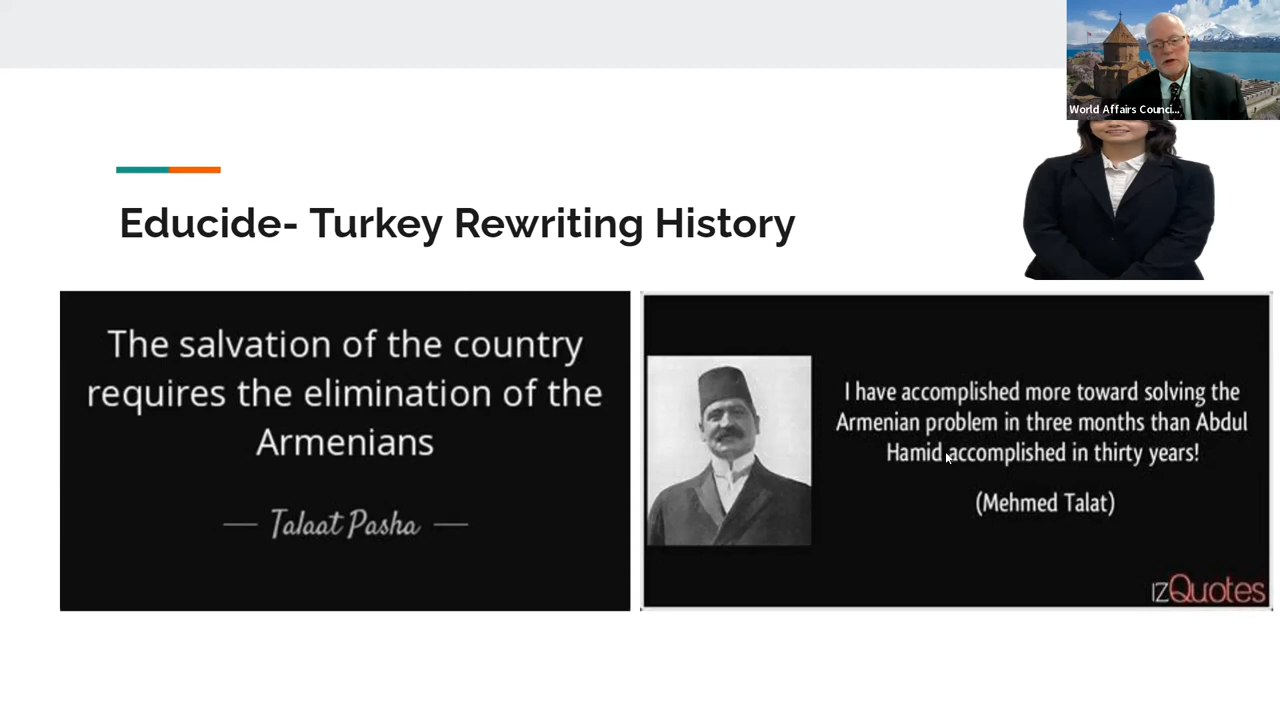 World Affairs Counci...
Educide- Turkey Rewriting History
The salvation of the country
requires the elimination of the
Armenians
— Talaat Pasha —
I have accomplished more toward solving the
Armenian problem in three months than Abdul
Hamid accomplished in thirty years!
(Mehmed Talat)
IZQuotes